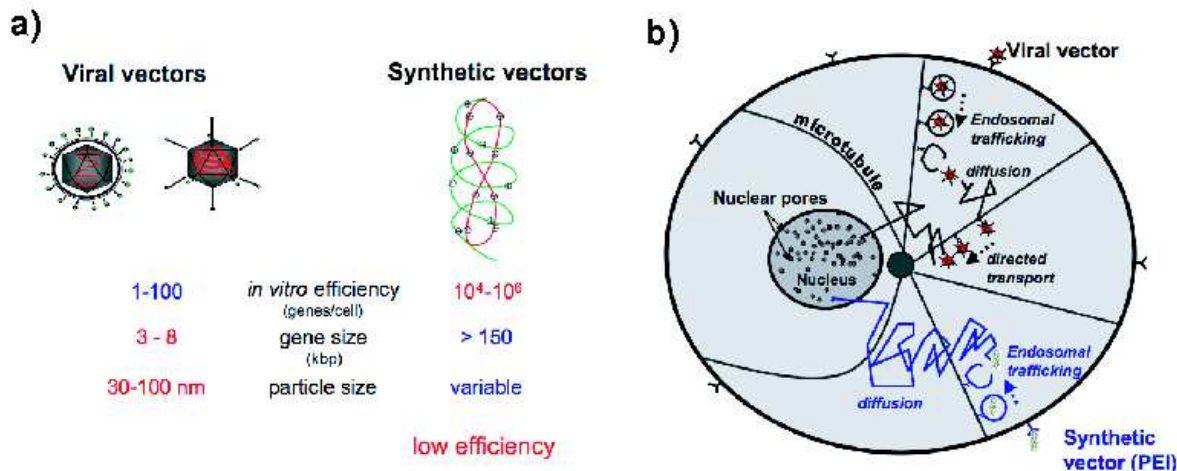 a)
Viral vectors
Synthetic vectors
1-100
in vitro efficiency
(genes/cell)
10⁴-10⁶
3 - 8
gene size
(kbp)
> 150
30-100 nm
particle size
variable
low efficiency
b)
Viral vector
Endosomal
trafficking
microtubule
diffusion
Nuclear pores
Nucleus
directed
transport
Endosomal
trafficking
diffusion
Synthetic
vector (PEI)